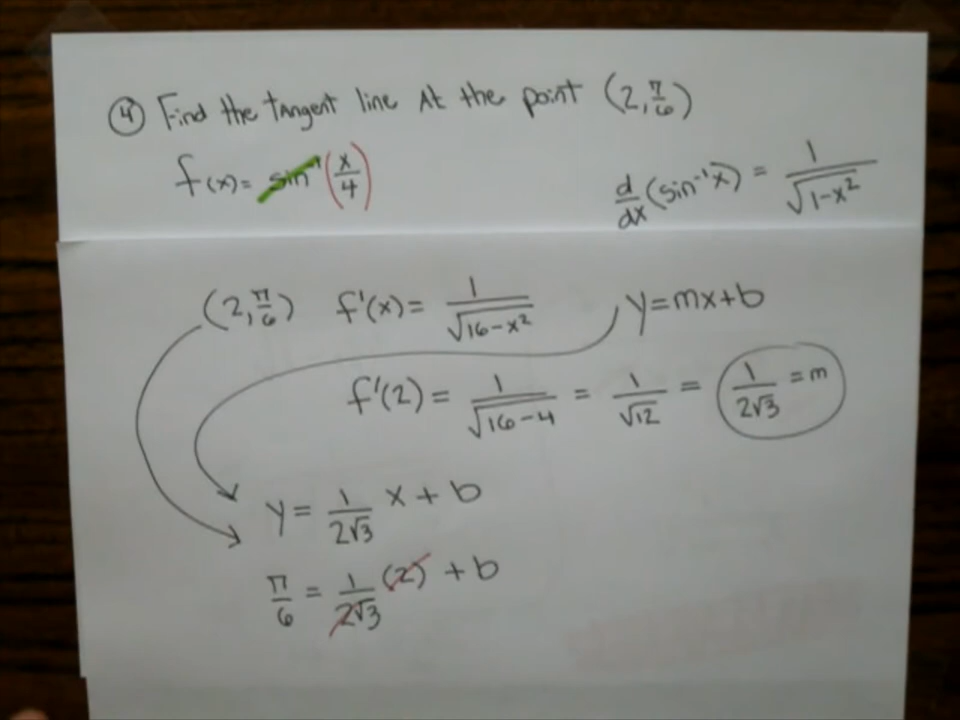 ④ Find the tangent line At the point (2, π/6)
f(x) = sin⁻¹(x/4)
d/dx (sin⁻¹x) = 1/√(1-x²)
(2, π/6) f'(x) = 1/√(16-x²) y=mx+b
f'(2) = 1/√(16-4) = 1/√12 = 1/(2√3) = m
y = 1/(2√3) x + b
π/6 = 1/(2√3) (2) + b